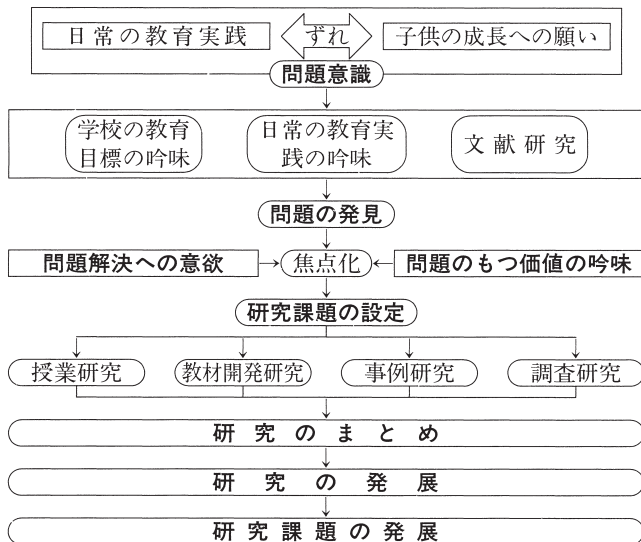 日常の教育実践
ずれ
子供の成長への願い
問題意識
学校の教育
目標の吟味
日常の教育実
践の吟味
文献研究
問題の発見
問題解決への意欲
焦点化
問題のもつ価値の吟味
研究課題の設定
授業研究
教材開発研究
事例研究
調査研究
研究のまとめ
研究の発展
研究課題の発展